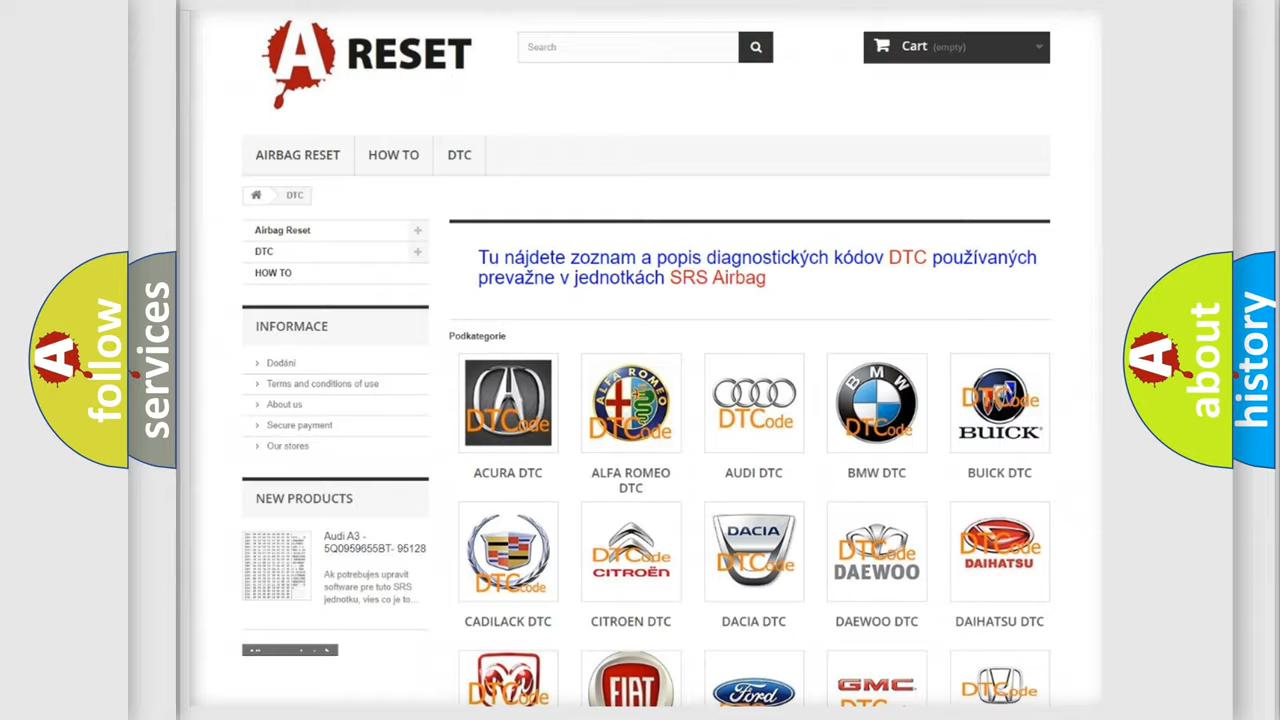 A RESET
Search
Cart (empty)
AIRBAG RESET
HOW TO
DTC
DTC
Airbag Reset
DTC
HOW TO
INFORMACE
Dodání
Terms and conditions of use
About us
Secure payment
Our stores
NEW PRODUCTS
Audi A3 -
5Q0959655BT- 95128
Ak potrebujes upravit
software pre tuto SRS
jednotku, vies co je to...
Tu nájdete zoznam a popis diagnostických kódov DTC používaných
prevažne v jednotkách SRS Airbag
Podkategorie
DTCode
ALFA ROMEO
DTCode
DTCode
BMW
DTCode
DTCode
BUICK
ACURA DTC
ALFA ROMEO
DTC
AUDI DTC
BMW DTC
BUICK DTC
DTCode
DTCode
CITROËN
DACIA
DTCode
DTCode
DAEWOO
DTCode
DAIHATSU
CADILACK DTC
CITROEN DTC
DACIA DTC
DAEWOO DTC
DAIHATSU DTC
DTCode
FIAT
Ford
GMC
DTCode
A follow
services
A about
history